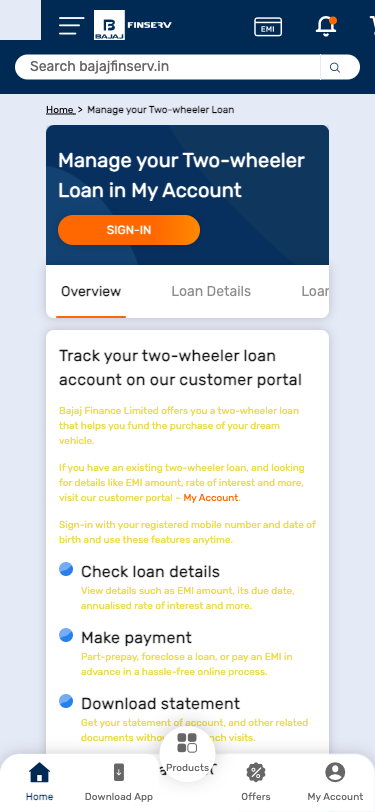 BAJAJ
FINSERV
EMI
Search bajajfinserv.in
Home > Manage your Two-wheeler Loan
Manage your Two-wheeler
Loan in My Account
SIGN-IN
Overview Loan Details Loan
Track your two-wheeler loan
account on our customer portal
Bajaj Finance Limited offers you a two-wheeler loan
that helps you fund the purchase of your dream
vehicle.
If you have an existing two-wheeler loan, and looking
for details like EMI amount, rate of interest and more,
visit our customer portal – My Account.
Sign-in with your registered mobile number and date of
birth and use these features anytime.
Check loan details
View details such as EMI amount, its due date,
annualised rate of interest and more.
Make payment
Part-prepay, foreclose a loan, or pay an EMI in
advance in a hassle-free online process.
Download statement
Get your statement of account, and other related
documents visits.
Products
Home Download App Offers My Account